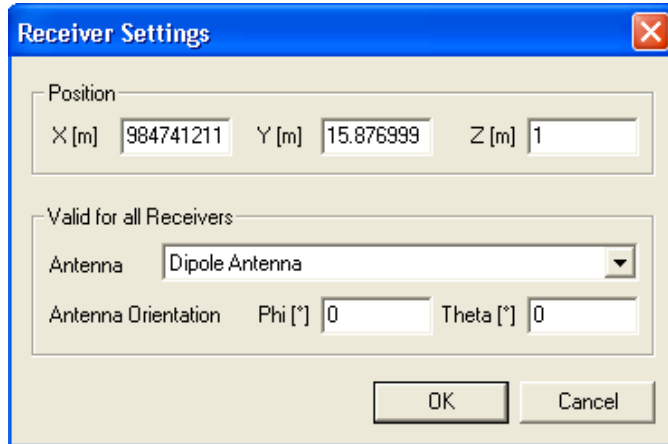 Receiver Settings
Position
X [m] 984741211 Y [m] 15.876999 Z [m] 1
Valid for all Receivers
Antenna Dipole Antenna
Antenna Orientation Phi [°] 0 Theta [°] 0
OK Cancel